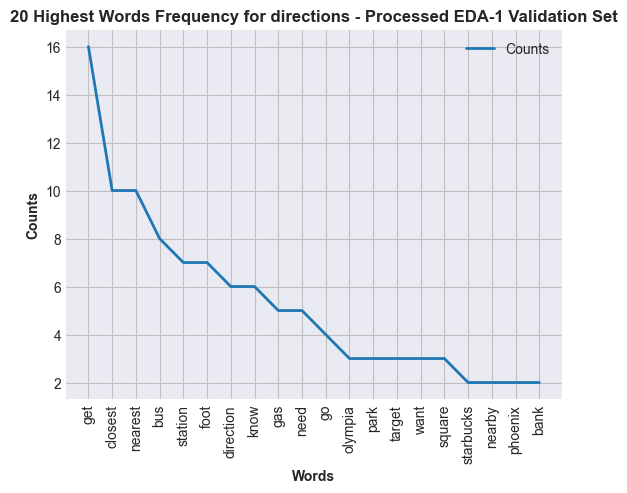 20 Highest Words Frequency for directions - Processed EDA-1 Validation Set
Counts
16
14
12
10
8
6
4
2
Counts
get
closest
nearest
bus
station
foot
direction
know
gas
need
go
olympia
park
target
want
square
starbucks
nearby
phoenix
bank
Words